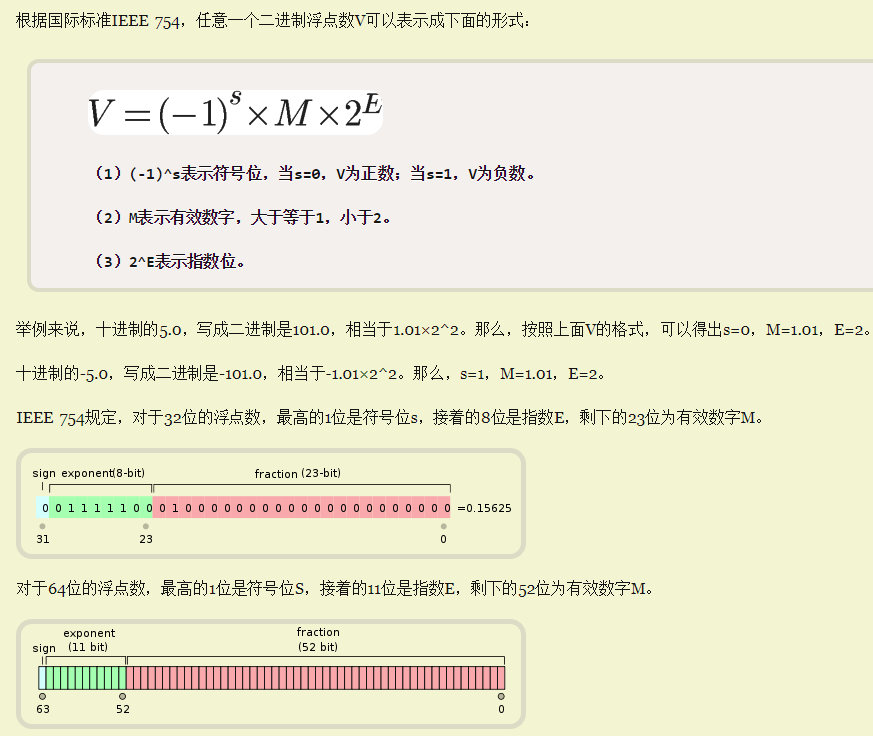 根据国际标准IEEE 754，任意一个二进制浮点数V可以表示成下面的形式：
V = (−1)^s × M × 2^E
（1）(-1)^s表示符号位，当s=0，V为正数；当s=1，V为负数。
（2）M表示有效数字，大于等于1，小于2。
（3）2^E表示指数位。
举例来说，十进制的5.0，写成二进制是101.0，相当于1.01×2^2。那么，按照上面V的格式，可以得出s=0，M=1.01，E=2。
十进制的-5.0，写成二进制是-101.0，相当于-1.01×2^2。那么，s=1，M=1.01，E=2。
IEEE 754规定，对于32位的浮点数，最高的1位是符号位s，接着的8位是指数E，剩下的23位为有效数字M。
sign exponent(8-bit) fraction (23-bit)
0 0 1 1 1 1 1 0 0 0 1 0 0 0 0 0 0 0 0 0 0 0 0 0 0 0 0 0 0 0 0 0 =0.15625
31 23 0
对于64位的浮点数，最高的1位是符号位S，接着的11位是指数E，剩下的52位为有效数字M。
exponent fraction
sign (11 bit) (52 bit)
63 52 0